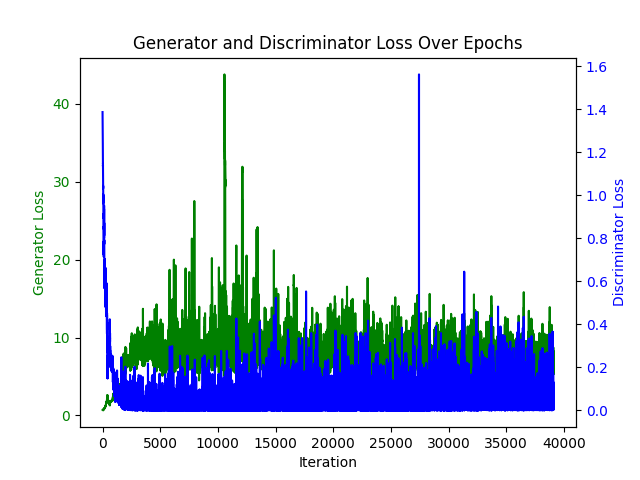 Generator and Discriminator Loss Over Epochs
Generator Loss
40
30
20
10
0
1.6
1.4
1.2
1.0
0.8
0.6
0.4
0.2
0.0
Discriminator Loss
0 5000 10000 15000 20000 25000 30000 35000 40000
Iteration